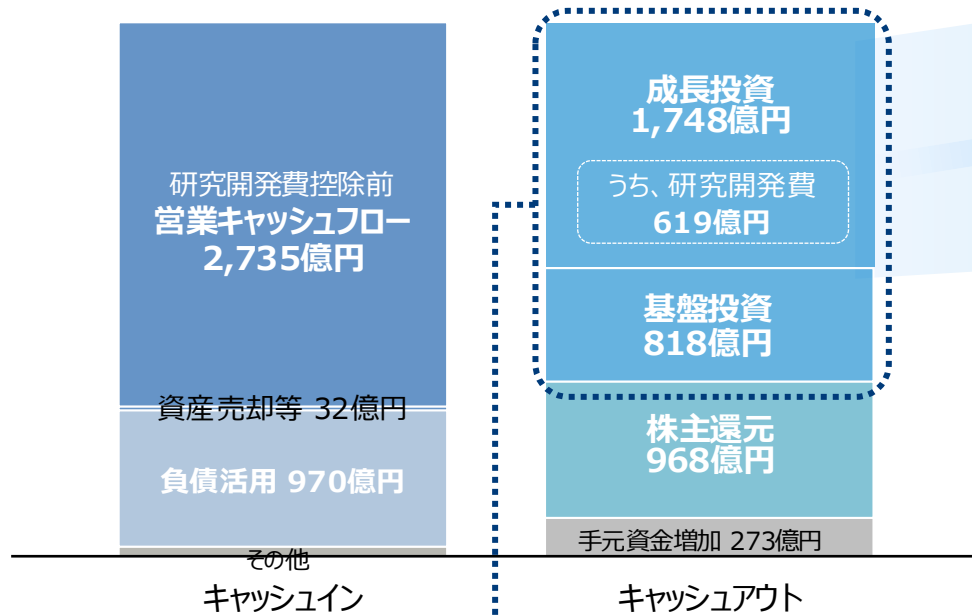 研究開発費控除前
営業キャッシュフロー
2,735億円
資産売却等 32億円
負債活用 970億円
その他
キャッシュイン
成長投資
1,748億円
うち、研究開発費
619億円
基盤投資
818億円
株主還元
968億円
手元資金増加 273億円
キャッシュアウト